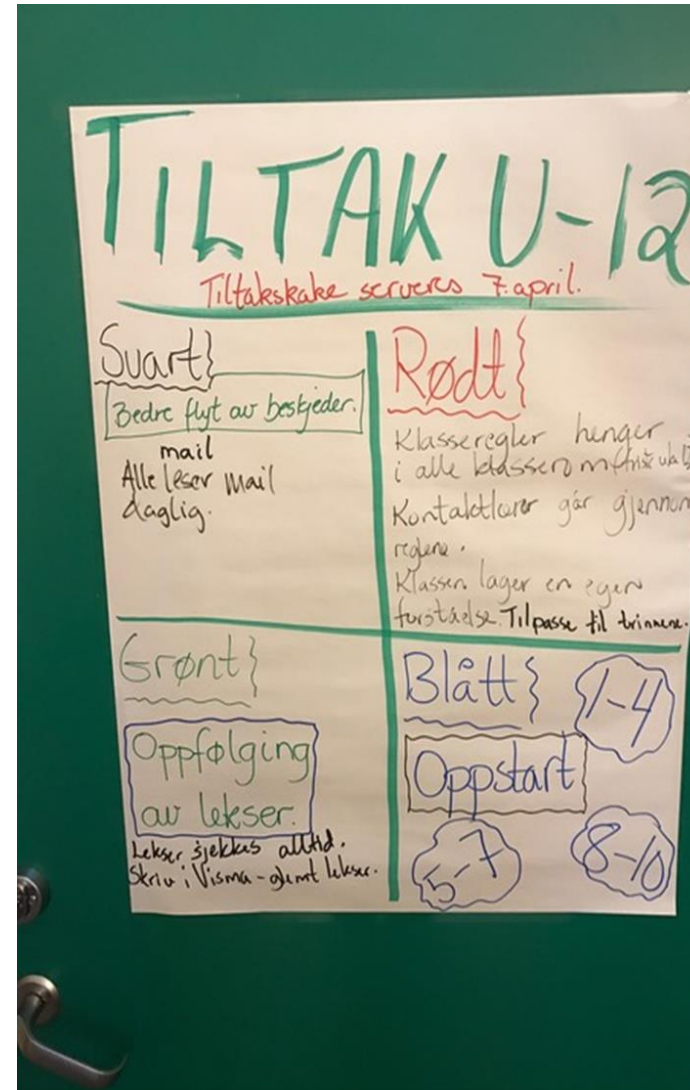 TILTAK U-12
Tiltakskake serveres 7. april.
Svart
Bedre flyt av beskjeder.
mail
Alle leser mail
daglig.
Rødt
Klasseregler henger
i alle klasserom
Kontaktlærer går gjennom
reglene.
Klassen lager en egen
forståelse. Tilpasse til trinnene.
Grønt
Oppfølging
av lekser.
Lekser sjekkes alltid.
Skriv i Visma - glemt lekser.
Blått
1-4
Oppstart
5-7
8-10